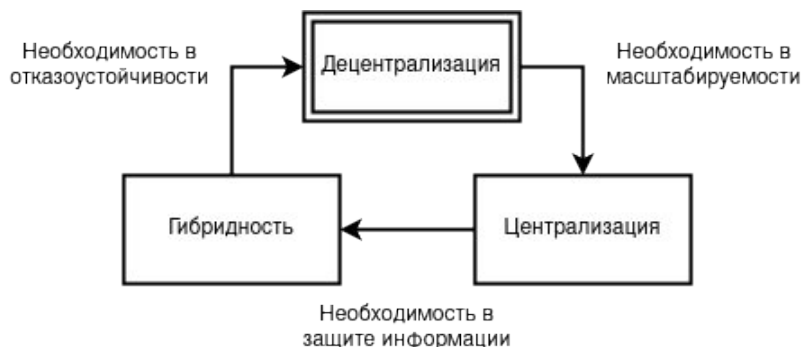 Необходимость в
отказоустойчивости
Децентрализация
Необходимость в
масштабируемости
Гибридность
Централизация
Необходимость в
защите информации